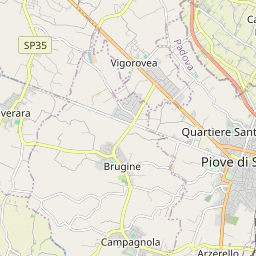 SP35
Vigorovea
Padova
Ca
verara
Quartiere Sant
Piove di S
Brugine
Campagnola
Arzerello